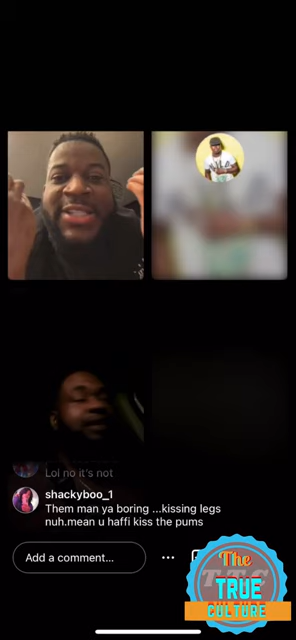 Lol no it's not
shackyboo_1
Them man ya boring ...kissing legs
nuh.mean u haffi kiss the pums
Add a comment...
The
T.T.C
TRUE
CULTURE